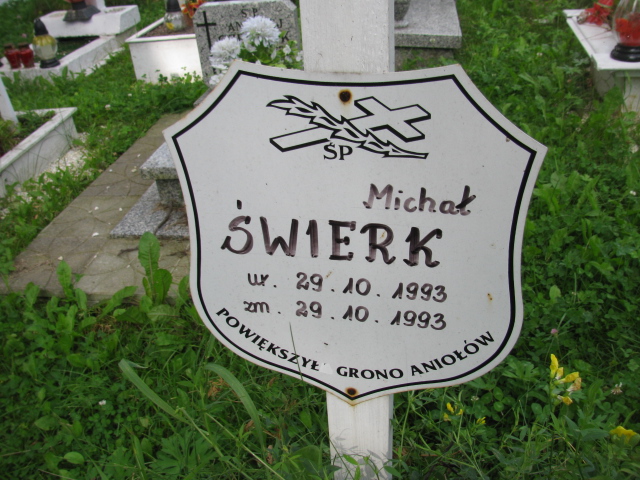 ŚP
Michał
ŚWIERK
ur. 29.10.1993
zm. 29.10.1993
POWIĘKSZYŁ GRONO ANIOŁÓW